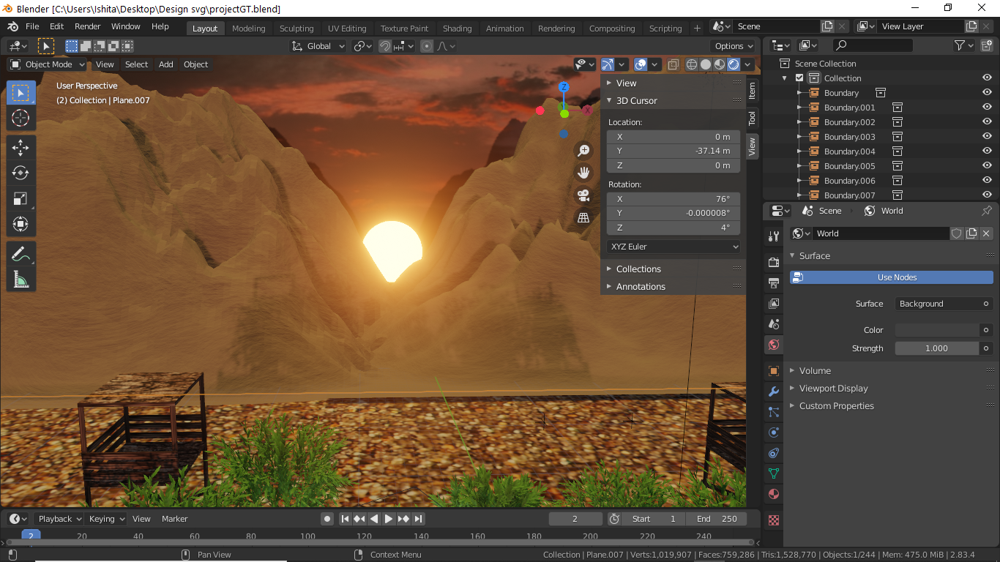 Blender [C:\Users\Ishita\Desktop\Design svg\projectGT.blend]
File Edit Render Window Help Layout Modeling Sculpting UV Editing Texture Paint Shading Animation Rendering Compositing Scripting + Scene View Layer
Global Options
Object Mode View Select Add Object
User Perspective
(2) Collection | Plane.007
Z
X
View
3D Cursor
Location:
X 0 m
Y -37.14 m
Z 0 m
Rotation:
X 76°
Y -0.000008°
Z 4°
XYZ Euler
Collections
Annotations
Item
Tool
View
Scene Collection
Collection
Boundary
Boundary.001
Boundary.002
Boundary.003
Boundary.004
Boundary.005
Boundary.006
Boundary.007
Scene World
World
Surface
Use Nodes
Surface Background
Color
Strength 1.000
Volume
Viewport Display
Custom Properties
Playback Keying View Marker 2 Start 1 End 250
2 20 40 60 80 100 120 140 160 180 200 220 240
Pan View Context Menu Collection | Plane.007 | Verts:1,019,907 | Faces:759,286 | Tris:1,528,770 | Objects:1/244 | Mem: 475.0 MiB | 2.83.4